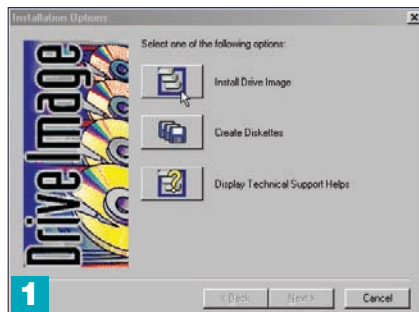 Installation Options
Select one of the following options:
Install Drive Image
Create Diskettes
Display Technical Support Helps
Drive Image
1
< Back
Next >
Cancel